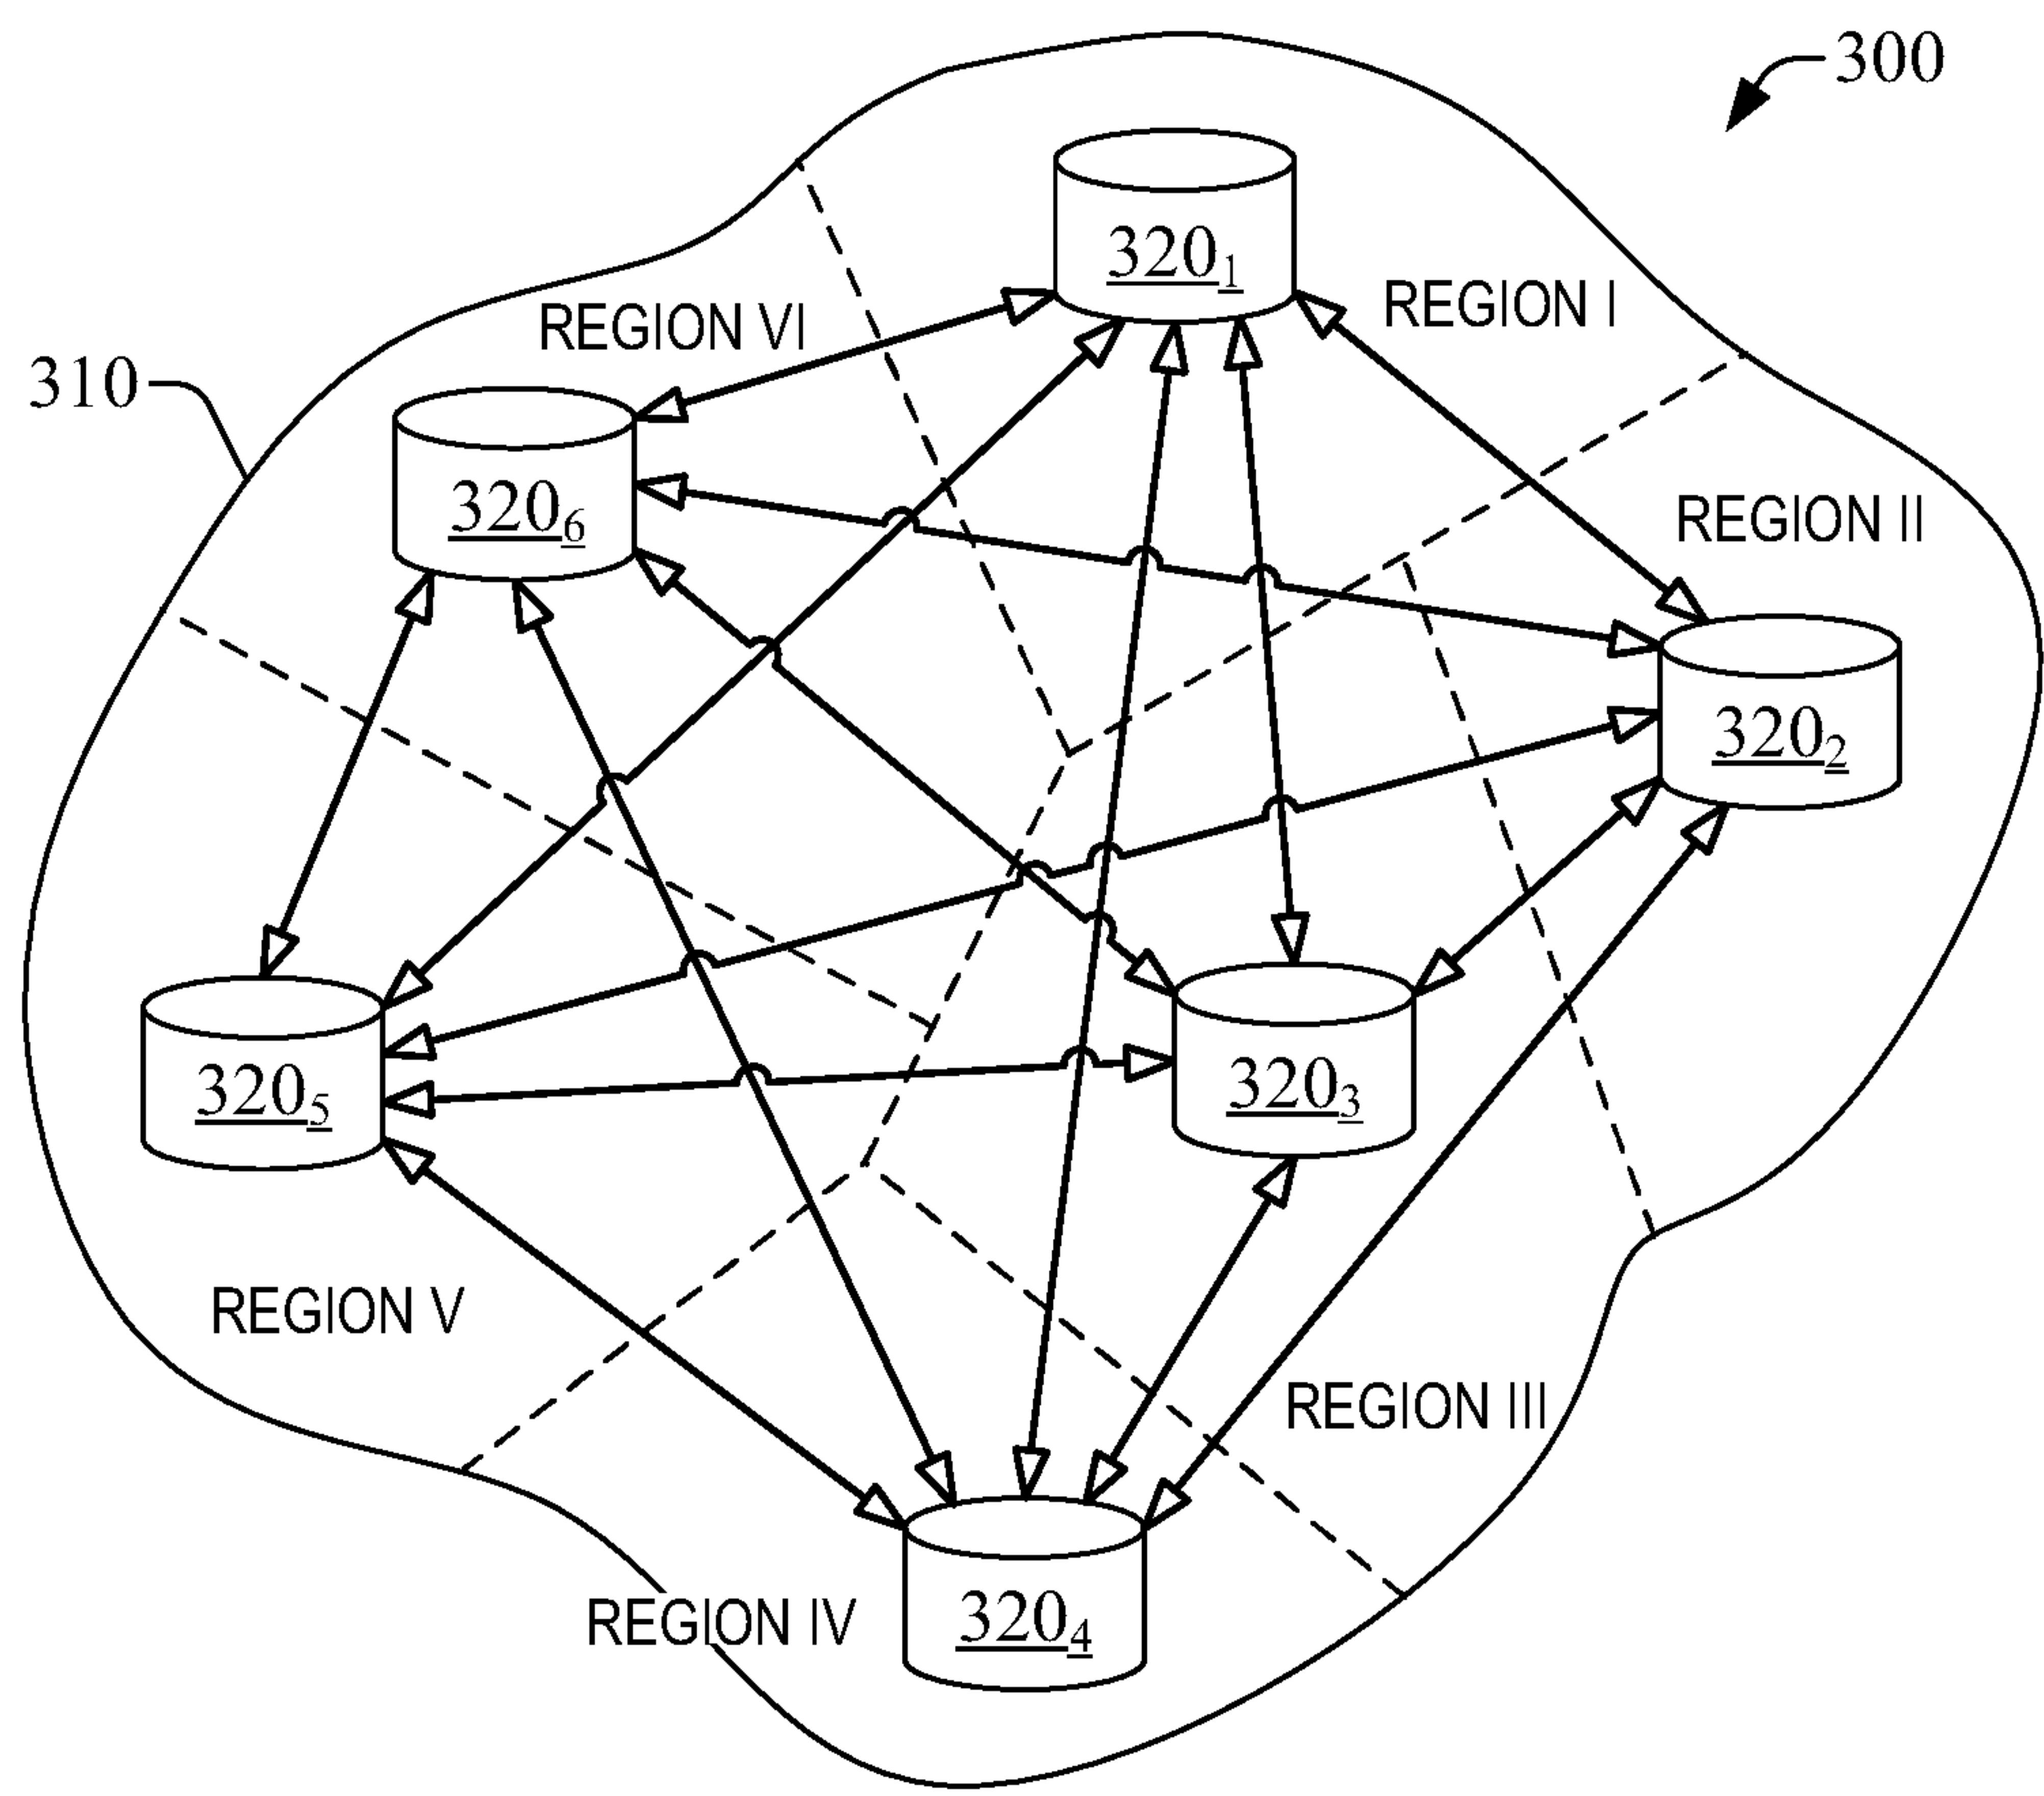 300
320₁
REGION I
REGION VI
310
320₆
REGION II
320₂
320₅
320₃
REGION V
REGION III
REGION IV
320₄